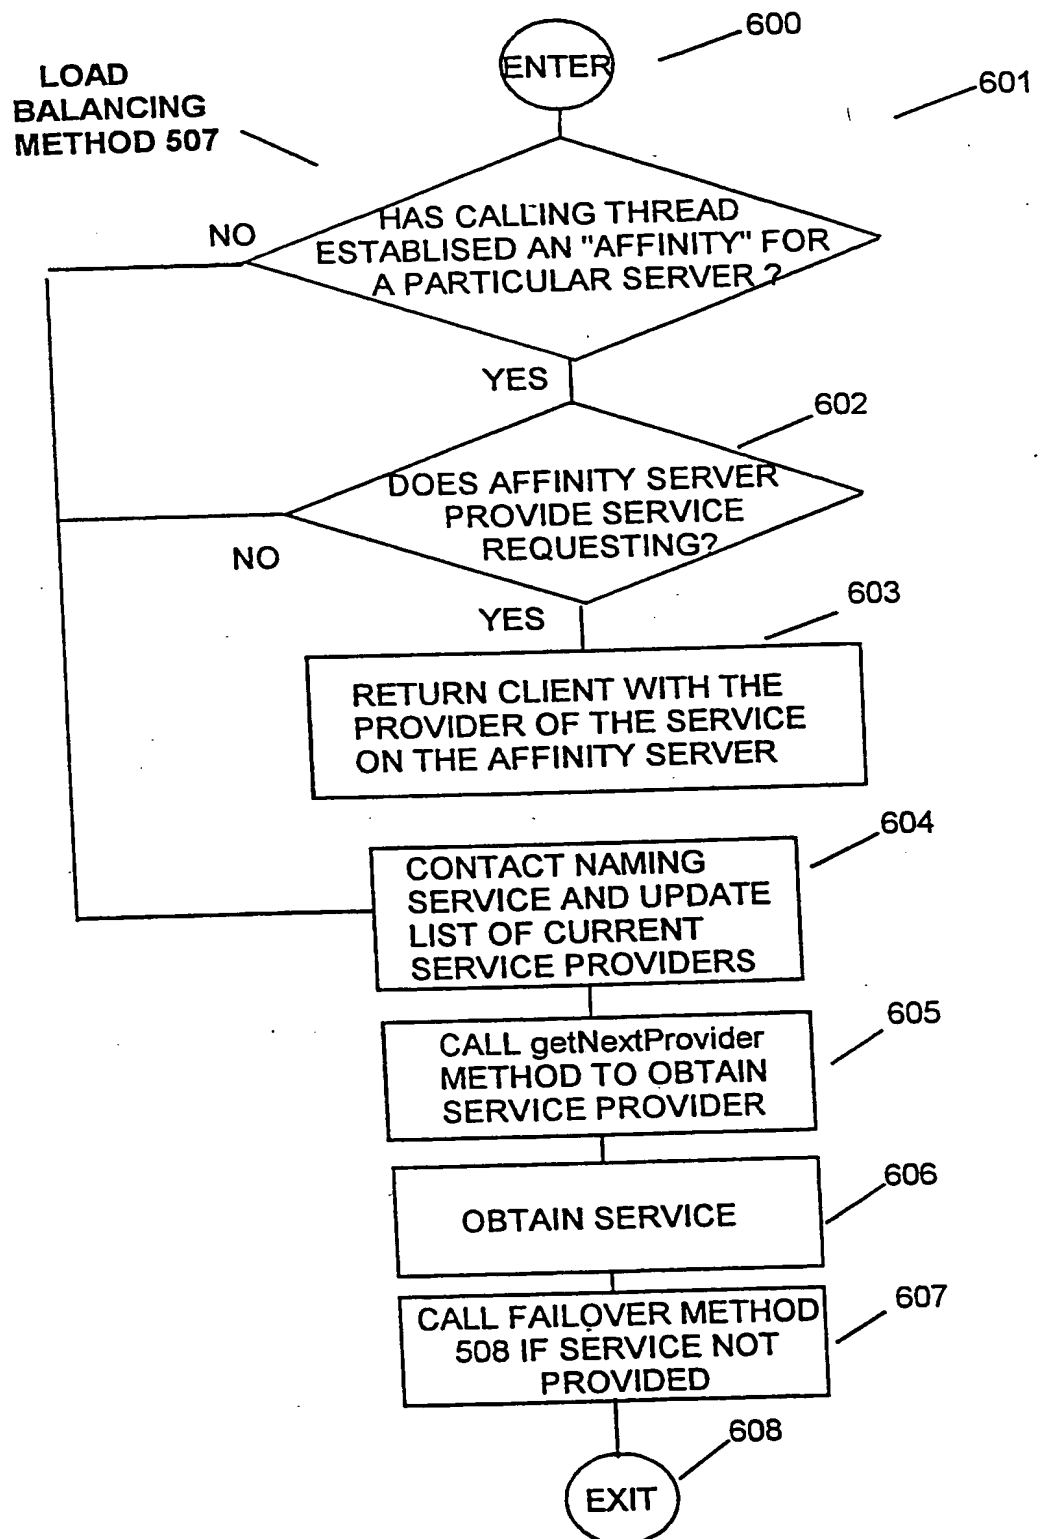 600
ENTER
LOAD
BALANCING
METHOD 507
601
HAS CALLING THREAD
ESTABLISED AN "AFFINITY" FOR
A PARTICULAR SERVER ?
NO
YES
602
DOES AFFINITY SERVER
PROVIDE SERVICE
REQUESTING?
NO
YES
603
RETURN CLIENT WITH THE
PROVIDER OF THE SERVICE
ON THE AFFINITY SERVER
604
CONTACT NAMING
SERVICE AND UPDATE
LIST OF CURRENT
SERVICE PROVIDERS
605
CALL getNextProvider
METHOD TO OBTAIN
SERVICE PROVIDER
606
OBTAIN SERVICE
607
CALL FAILOVER METHOD
508 IF SERVICE NOT
PROVIDED
608
EXIT